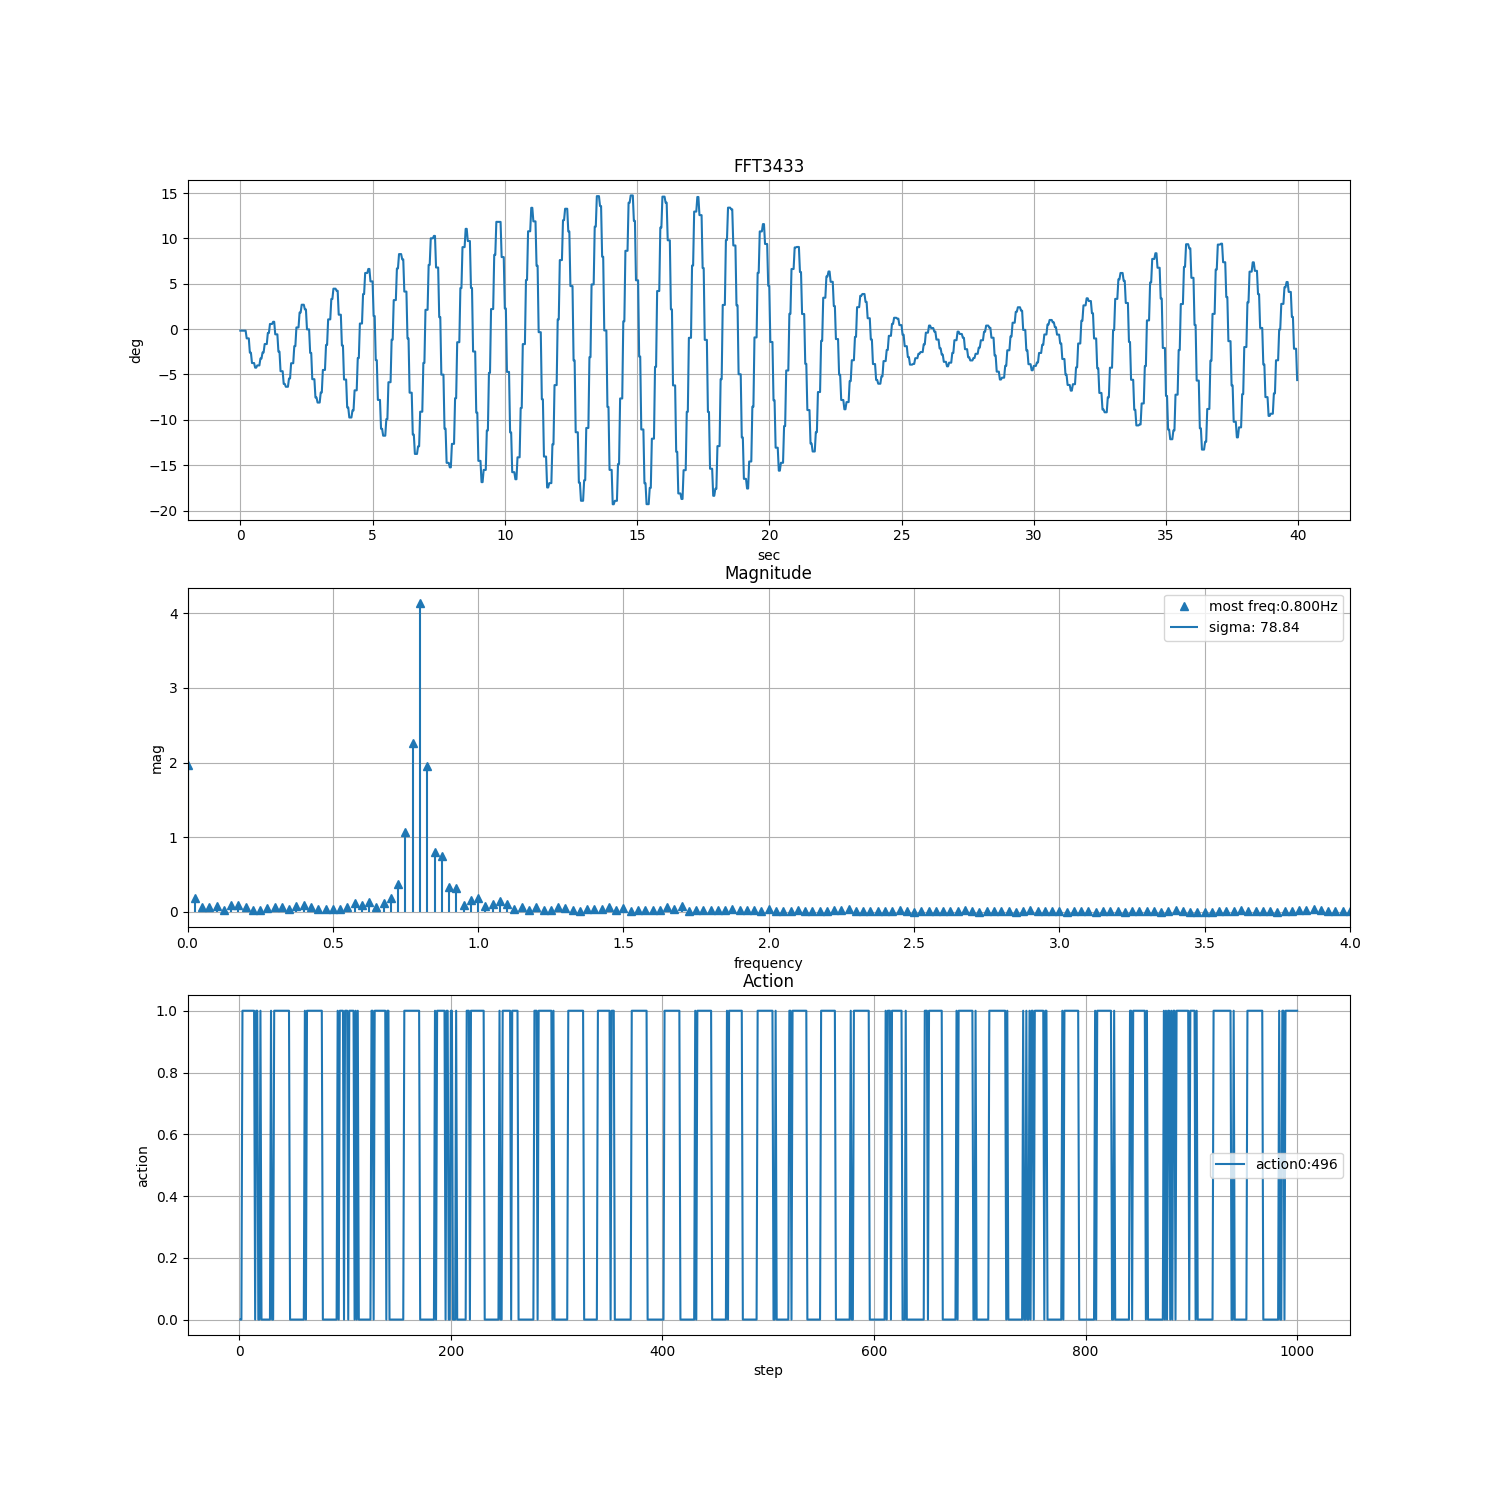 FFT3433
15
10
5
0
−5
−10
−15
−20
deg
0 5 10 15 20 25 30 35 40
sec
Magnitude
4
3
2
1
0
mag
most freq:0.800Hz
sigma: 78.84
0.0 0.5 1.0 1.5 2.0 2.5 3.0 3.5 4.0
frequency
Action
1.0
0.8
0.6
0.4
0.2
0.0
action
action0:496
0 200 400 600 800 1000
step